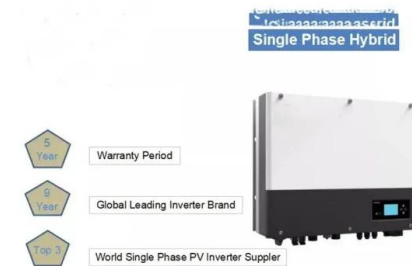 Single Phase Hybrid
5
Year
Warranty Period
9
Year
Global Leading Inverter Brand
Top 3
World Single Phase PV Inverter Suppler